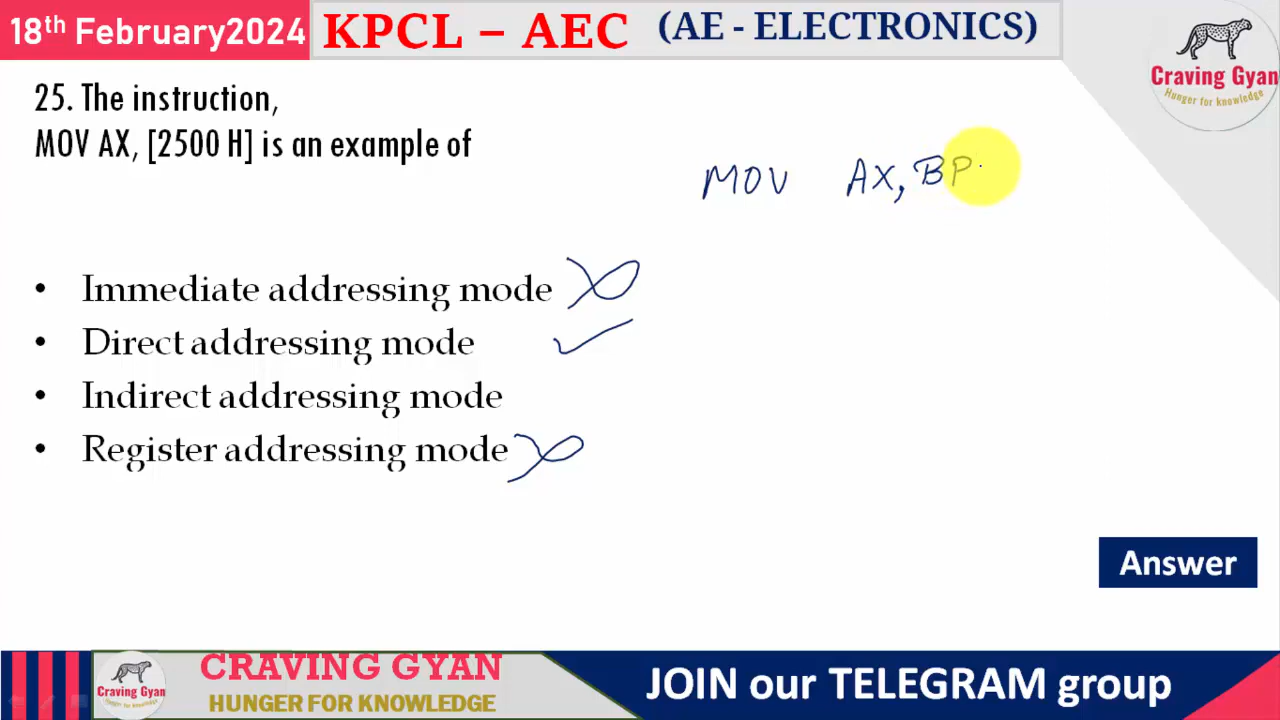 18th February2024
KPCL – AEC
(AE - ELECTRONICS)
Craving Gyan
Hunger for knowledge
25. The instruction,
MOV AX, [2500 H] is an example of
MOV AX, BP
• Immediate addressing mode
• Direct addressing mode
• Indirect addressing mode
• Register addressing mode
Answer
Craving Gyan
CRAVING GYAN
HUNGER FOR KNOWLEDGE
JOIN our TELEGRAM group